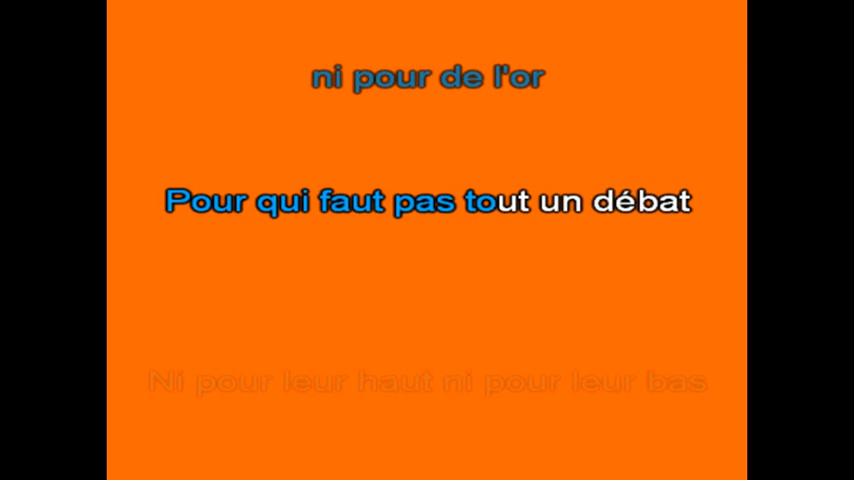 ni pour de l'or
Pour qui faut pas tout un débat
Ni pour leur haut ni pour leur bas